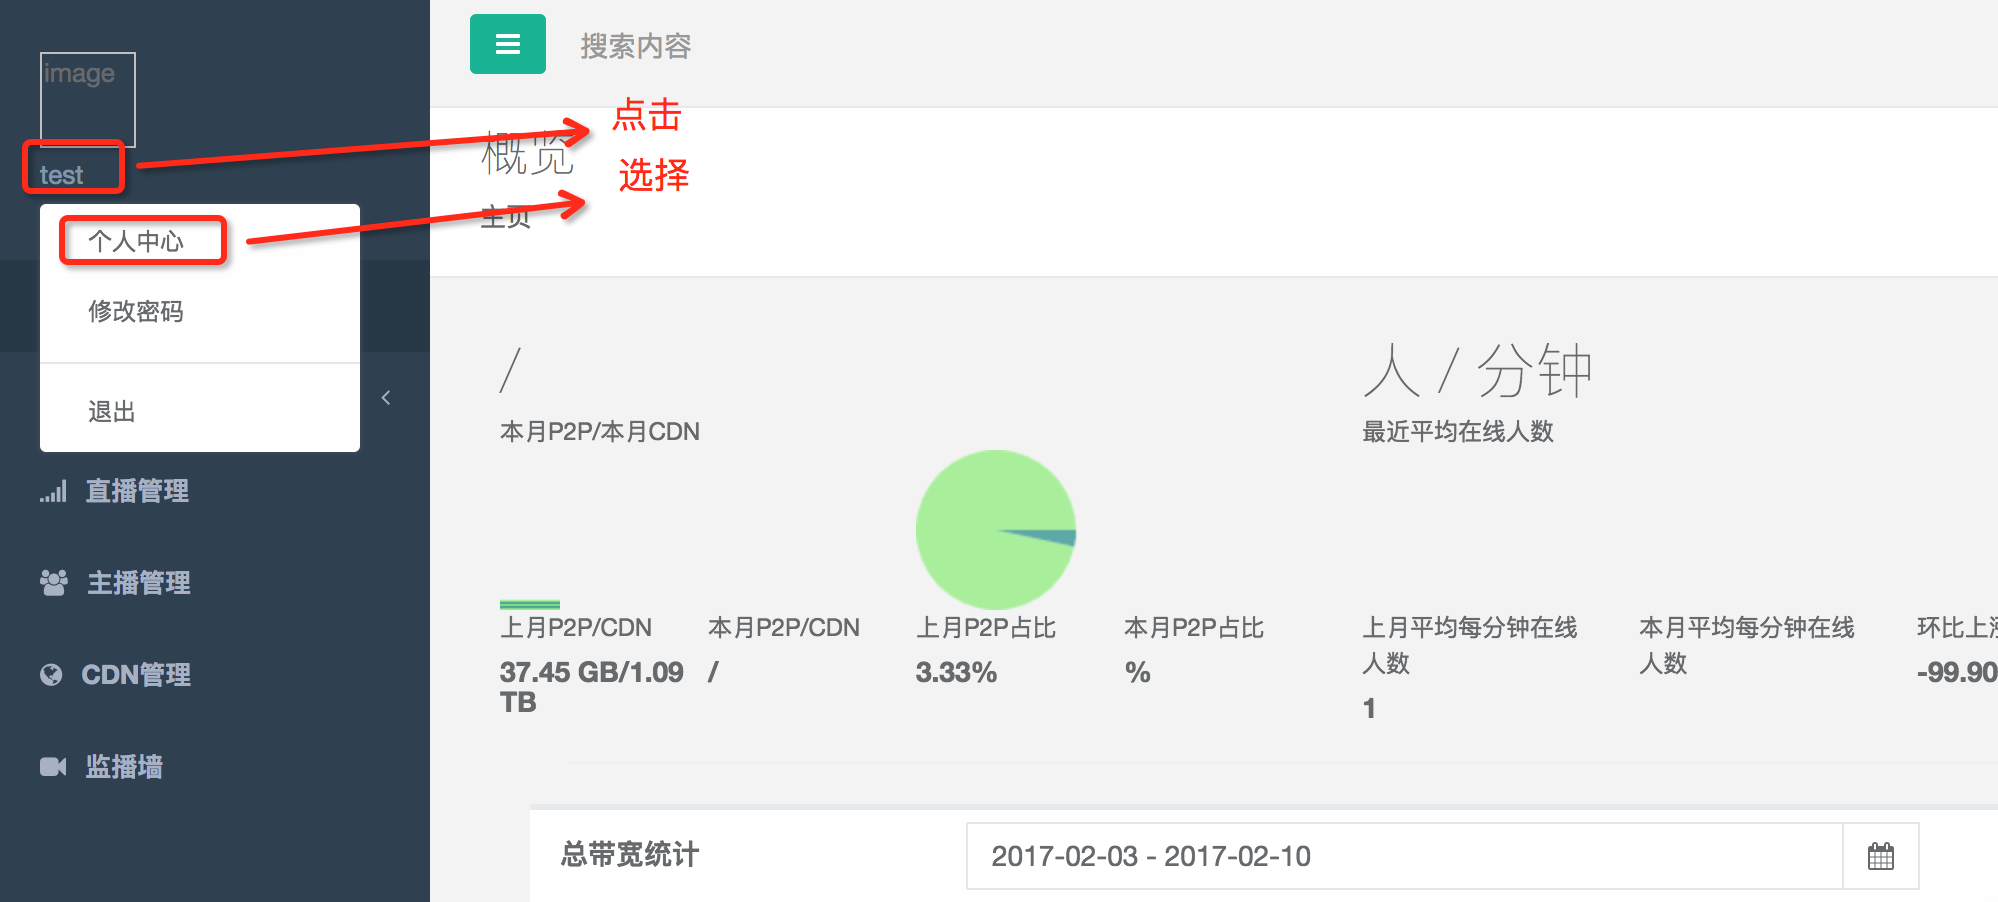 image
test
个人中心
修改密码
退出
直播管理
主播管理
CDN管理
监播墙
搜索内容
点击
概览
选择
主页
/
本月P2P/本月CDN
人 / 分钟
最近平均在线人数
上月P2P/CDN
37.45 GB/1.09
TB
本月P2P/CDN
/
上月P2P占比
3.33%
本月P2P占比
%
上月平均每分钟在线
人数
1
本月平均每分钟在线
人数
环比上涨
-99.90
总带宽统计
2017-02-03 - 2017-02-10